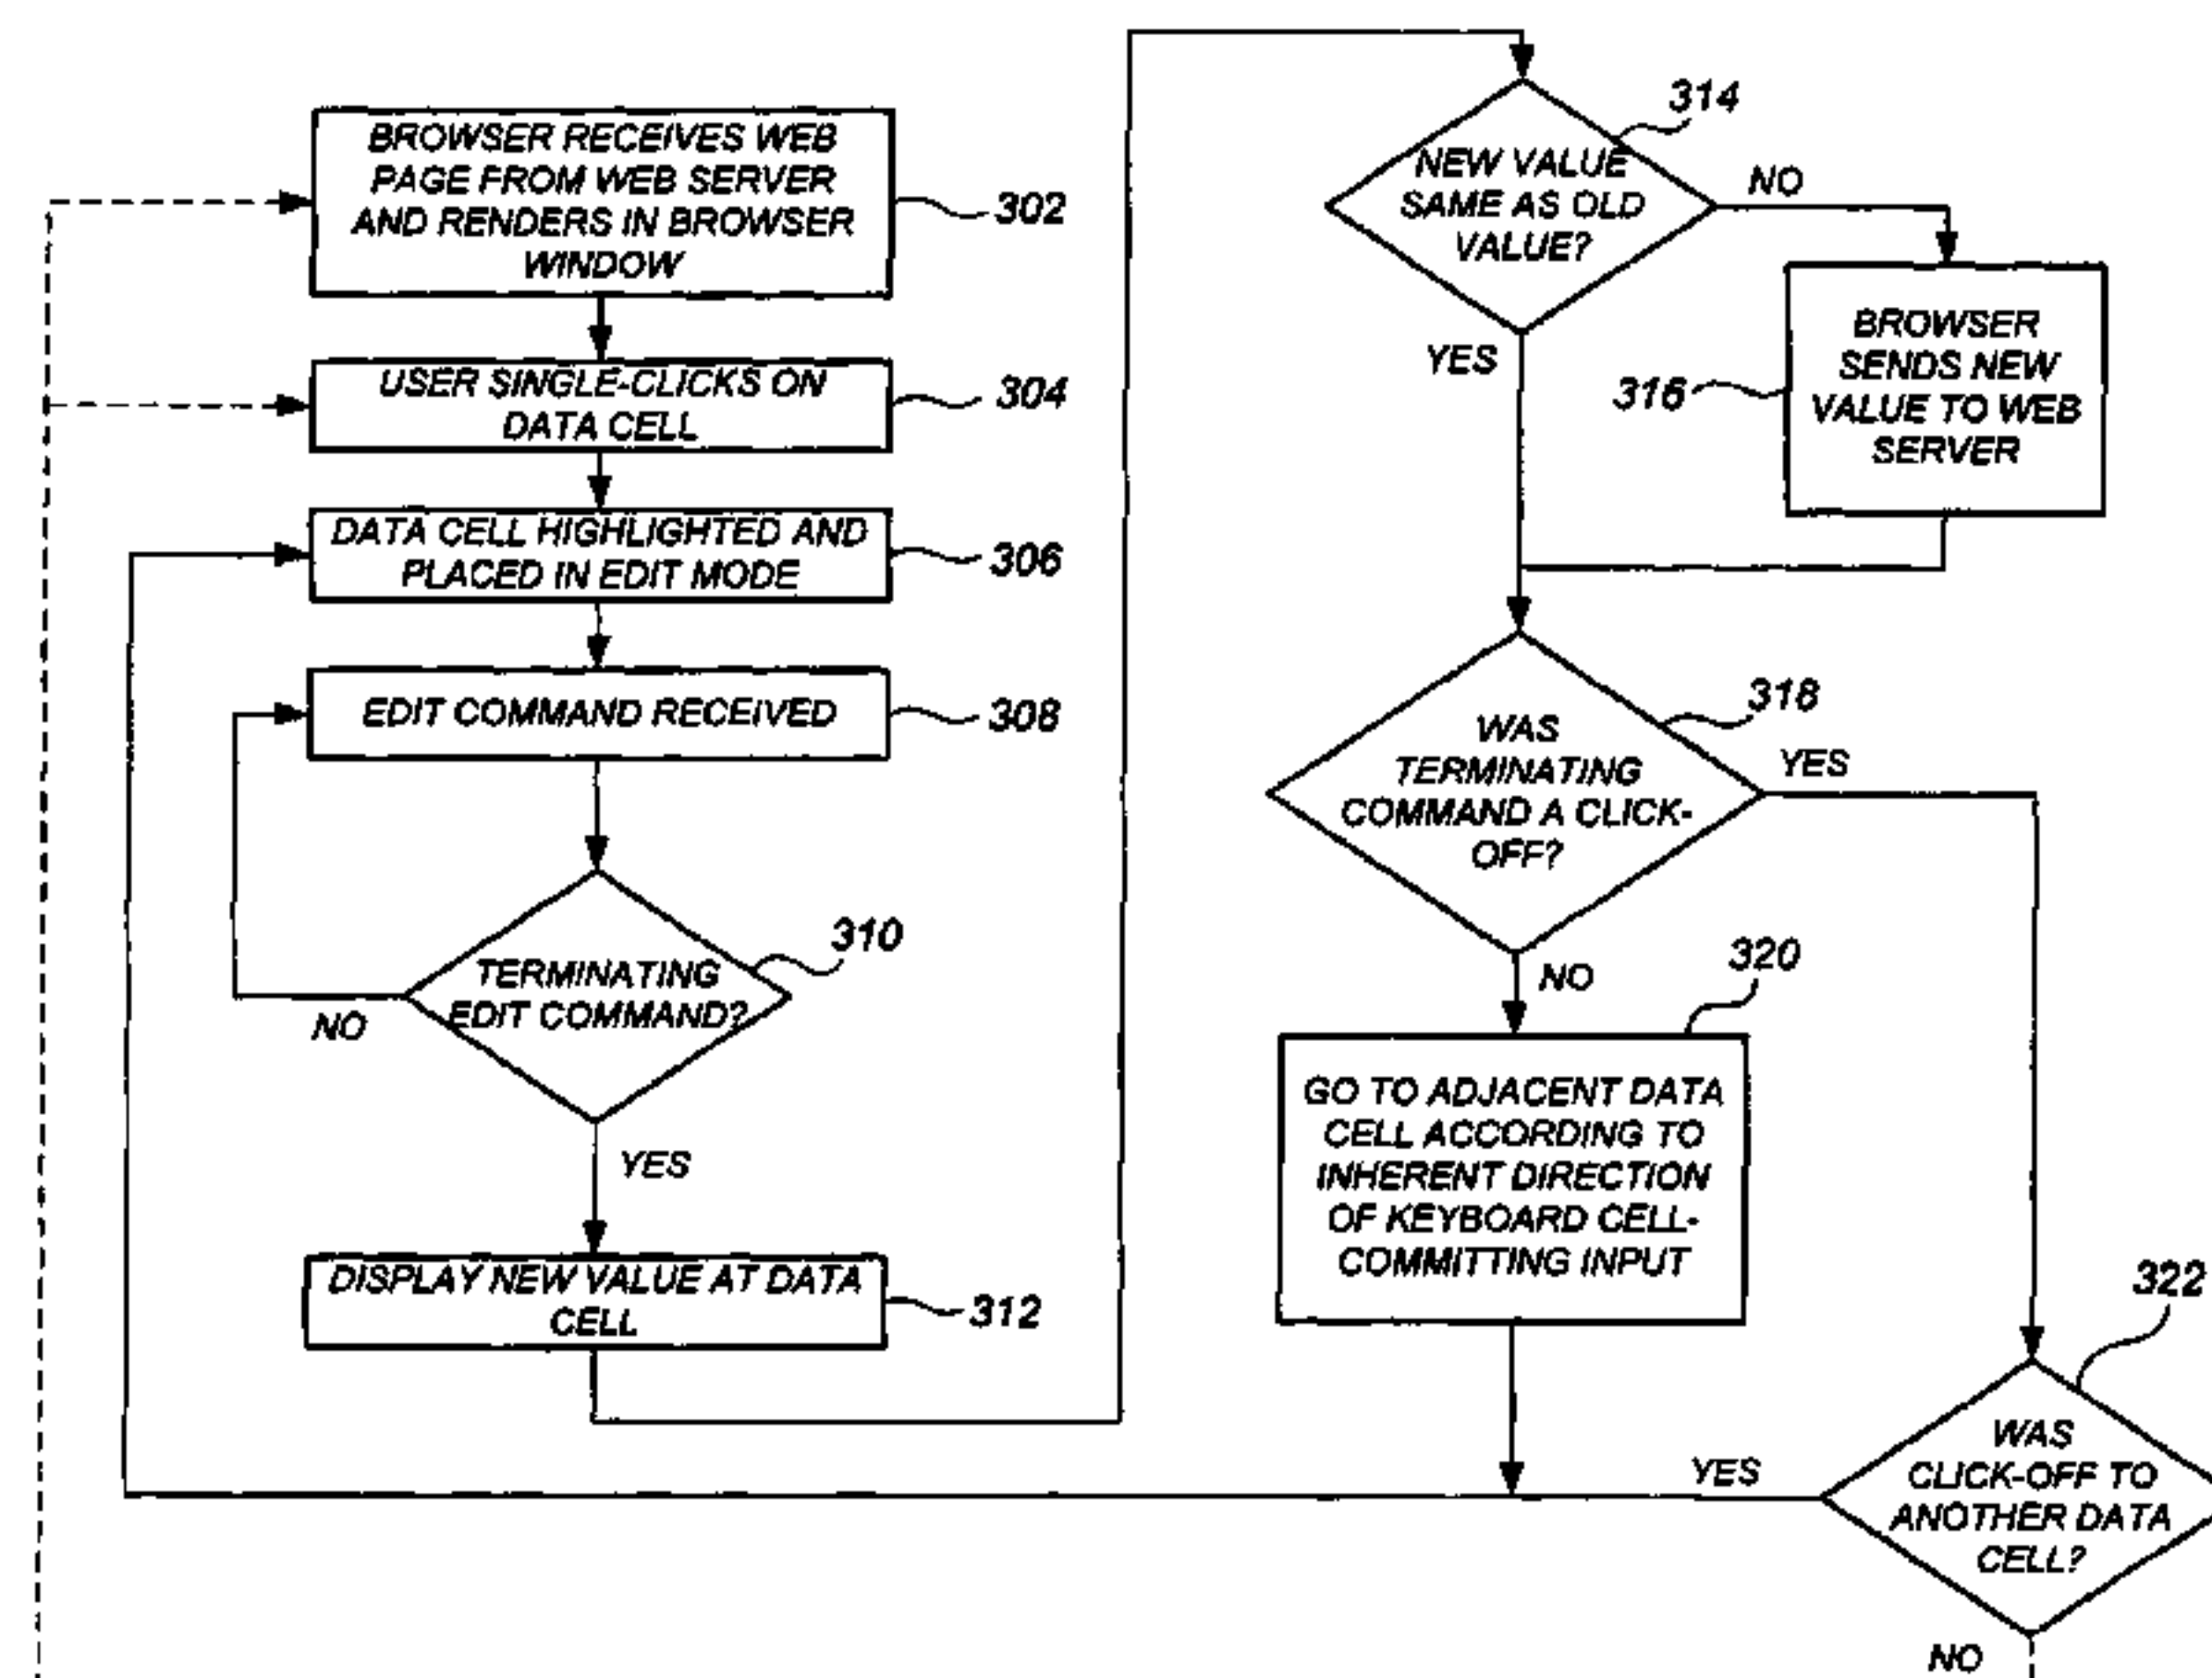 BROWSER RECEIVES WEB
PAGE FROM WEB SERVER
AND RENDERS IN BROWSER
WINDOW
302
USER SINGLE-CLICKS ON
DATA CELL
304
DATA CELL HIGHLIGHTED AND
PLACED IN EDIT MODE
306
EDIT COMMAND RECEIVED
308
TERMINATING
EDIT COMMAND?
310
NO
YES
DISPLAY NEW VALUE AT DATA
CELL
312
NEW VALUE
SAME AS OLD
VALUE?
314
NO
YES
BROWSER
SENDS NEW
VALUE TO WEB
SERVER
316
WAS
TERMINATING
COMMAND A CLICK-
OFF?
318
YES
NO
GO TO ADJACENT DATA
CELL ACCORDING TO
INHERENT DIRECTION
OF KEYBOARD CELL-
COMMITTING INPUT
320
WAS
CLICK-OFF TO
ANOTHER DATA
CELL?
322
YES
NO